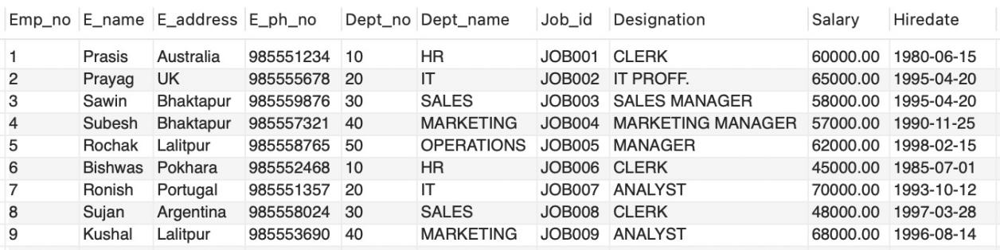 Emp_no E_name E_address E_ph_no Dept_no Dept_name Job_id Designation Salary Hiredate
1 Prasis Australia 985551234 10 HR JOB001 CLERK 60000.00 1980-06-15
2 Prayag UK 985555678 20 IT JOB002 IT PROFF. 65000.00 1995-04-20
3 Sawin Bhaktapur 985559876 30 SALES JOB003 SALES MANAGER 58000.00 1995-04-20
4 Subesh Bhaktapur 985557321 40 MARKETING JOB004 MARKETING MANAGER 57000.00 1990-11-25
5 Rochak Lalitpur 985558765 50 OPERATIONS JOB005 MANAGER 62000.00 1998-02-15
6 Bishwas Pokhara 985552468 10 HR JOB006 CLERK 45000.00 1985-07-01
7 Ronish Portugal 985551357 20 IT JOB007 ANALYST 70000.00 1993-10-12
8 Sujan Argentina 985558024 30 SALES JOB008 CLERK 48000.00 1997-03-28
9 Kushal Lalitpur 985553690 40 MARKETING JOB009 ANALYST 68000.00 1996-08-14